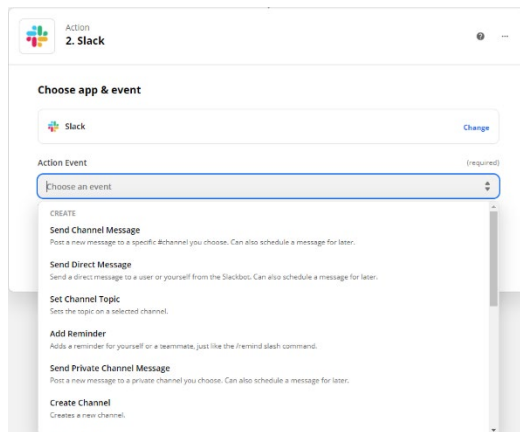 Action
2. Slack
Choose app & event
Slack
Change
Action Event
(required)
Choose an event
CREATE
Send Channel Message
Post a new message to a specific #channel you choose. Can also schedule a message for later.
Send Direct Message
Send a direct message to a user or yourself from the Slackbot. Can also schedule a message for later.
Set Channel Topic
Sets the topic on a selected channel.
Add Reminder
Adds a reminder for yourself or a teammate, just like the /remind slash command.
Send Private Channel Message
Post a new message to a private channel you choose. Can also schedule a message for later.
Create Channel
Creates a new channel.